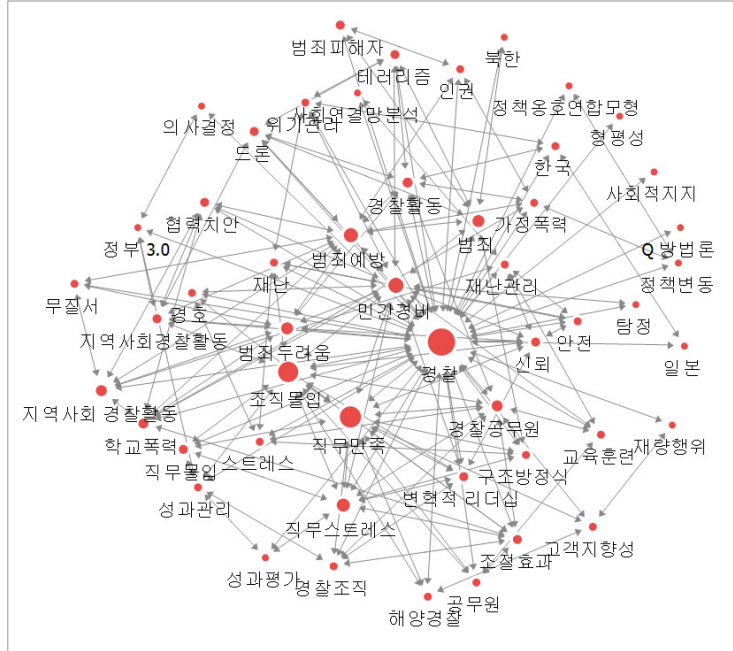 범죄피해자
북한
테러리즘
인권
사회연결망분석
정책옹호연합모형
의사결정
위기관리
형평성
드론
한국
사회적지지
경찰활동
협력치안
가정폭력
범죄
정부 3.0
Q 방법론
범죄예방
재난
재난관리
정책변동
무질서
경호
민간경비
탐정
지역사회경찰활동
안전
범죄두려움
신뢰
일본
경찰
조직몰입
지역사회 경찰활동
경찰공무원
학교폭력
직무만족
재량행위
교육훈련
스트레스
직무몰입
구조방정식
변혁적 리더십
성과관리
직무스트레스
고객지향성
조절효과
성과평가
경찰조직
공무원
해양경찰